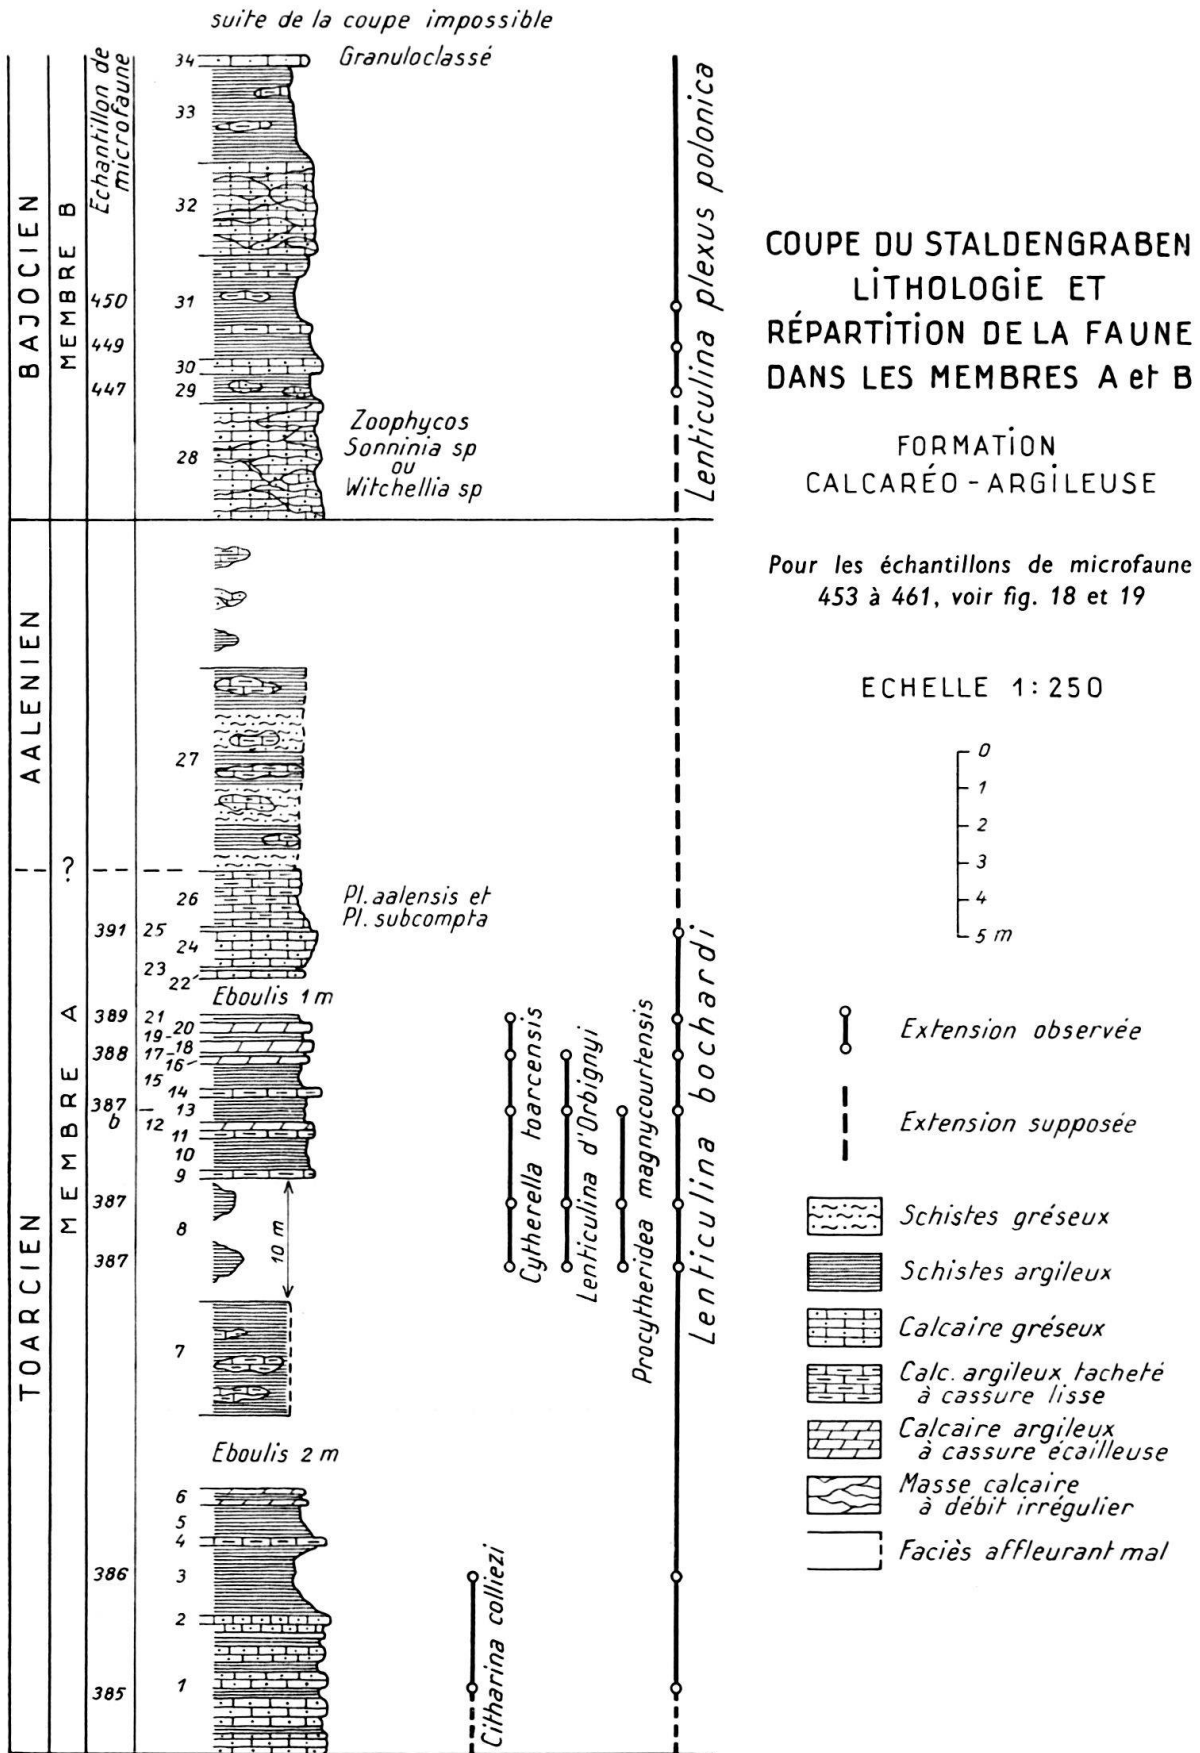 suite de la coupe impossible
Echantillon de
microfaune
34
Granuloclassé
33
32
31
30
29
28
450
449
447
BAJOCIEN
MEMBRE B
Zoophycos
Sonninia sp
ou
Witchellia sp
Lenticulina plexus polonica
AALENIEN
27
?
26
Pl. aalensis et
Pl. subcompta
391
25
24
23
22
Eboulis 1 m
389
21
20
19
18
388
17
16
15
14
387
b
13
12
11
10
9
387
8
387
10 m
7
Eboulis 2 m
6
5
4
386
3
2
385
1
TOARCIEN
MEMBRE A
Citharina colliezi
Cytherella toarcensis
Lenticulina d'Orbignyi
Procytheridea magnycourtensis
Lenticulina bochardi
COUPE DU STALDENGRABEN
LITHOLOGIE ET
RÉPARTITION DE LA FAUNE
DANS LES MEMBRES A et B
FORMATION
CALCARÉO-ARGILEUSE
Pour les échantillons de microfaune
453 à 461, voir fig. 18 et 19
ECHELLE 1:250
0
1
2
3
4
5 m
Extension observée
Extension supposée
Schistes gréseux
Schistes argileux
Calcaire gréseux
Calc. argileux tacheté
à cassure lisse
Calcaire argileux
à cassure écailleuse
Masse calcaire
à débit irrégulier
Faciès affleurant mal